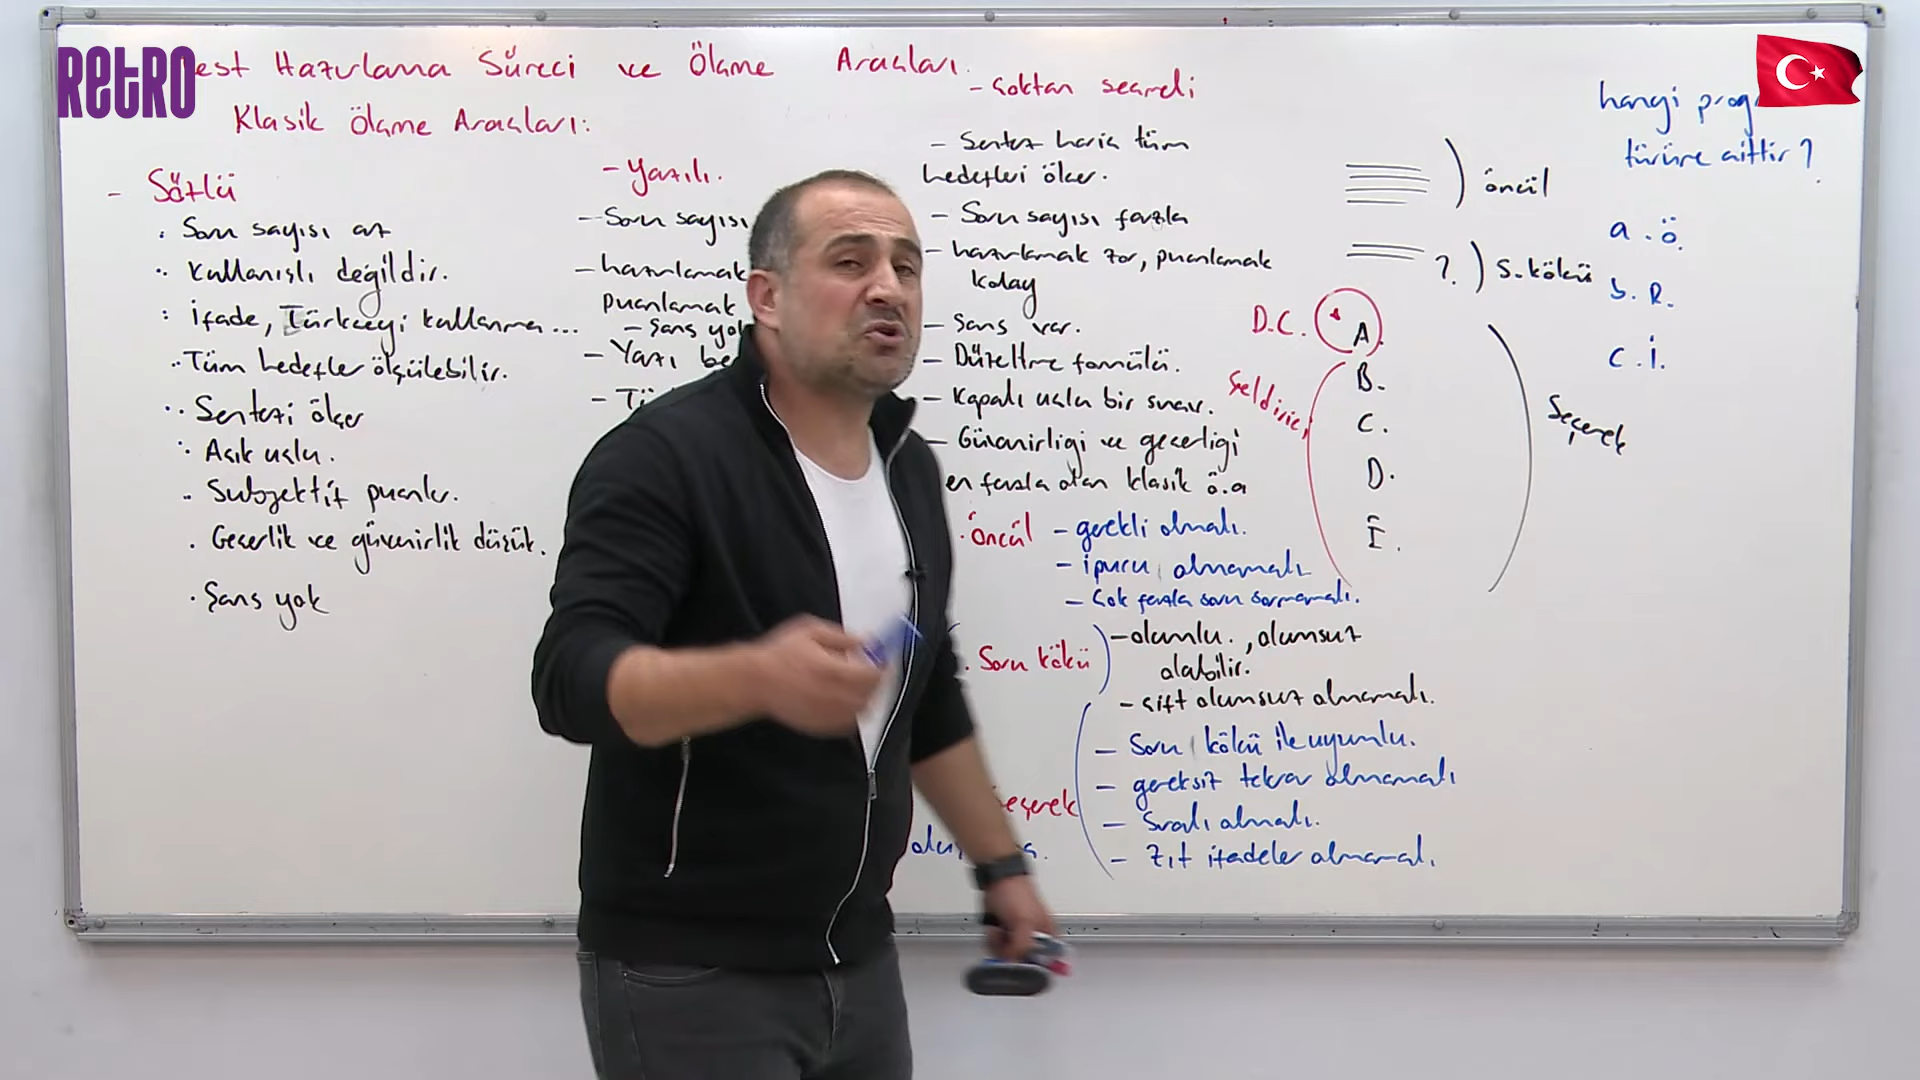 RETRO
est Hazırlama Süreci ve Ölçme Araçları.
Klasik Ölçme Araçları:
- Sözlü
. Soru sayısı az
.. Kullanışlı değildir.
: İfade, Türkçeyi kullanma...
.. Tüm hedefler ölçülebilir.
.. Sentezi ölçer
. Açık uçlu.
.. Subjektif puanlar.
. Geçerlik ve güvenirlik düşük.
. Şans yok
- Yazılı.
- Soru sayısı
- hazırlamak
puanlamak
- Şans yok
- Yazı be
- Tü
- Çoktan seçmeli
- Sentez hariç tüm
hedefleri ölçer.
- Soru sayısı fazla
- hazırlamak zor, puanlamak
kolay
- Şans var.
- Düzeltme formülü.
- Kapalı uçlu bir sınav.
- Güvenirliği ve geçerliği
en fazla olan klasik ö.a
. öncül
- gerekli olmalı.
- ipucu olmamalı
- Çok fazla soru sormamalı.
. Soru kökü
- olumlu. , olumsuz
olabilir.
- çift olumsuz olmamalı.
eçerek
- Soru kökü ile uyumlu.
- gereksiz tekrar olmamalı
- Sıralı olmalı.
- Zıt ifadeler olmamalı.
) öncül
? ) S. kökü
D.C.
A.
B.
C.
D.
E.
Çeldirici
Seçenek
hangi prog
türüne aittir ?
a. Ö.
b. R.
c. İ.